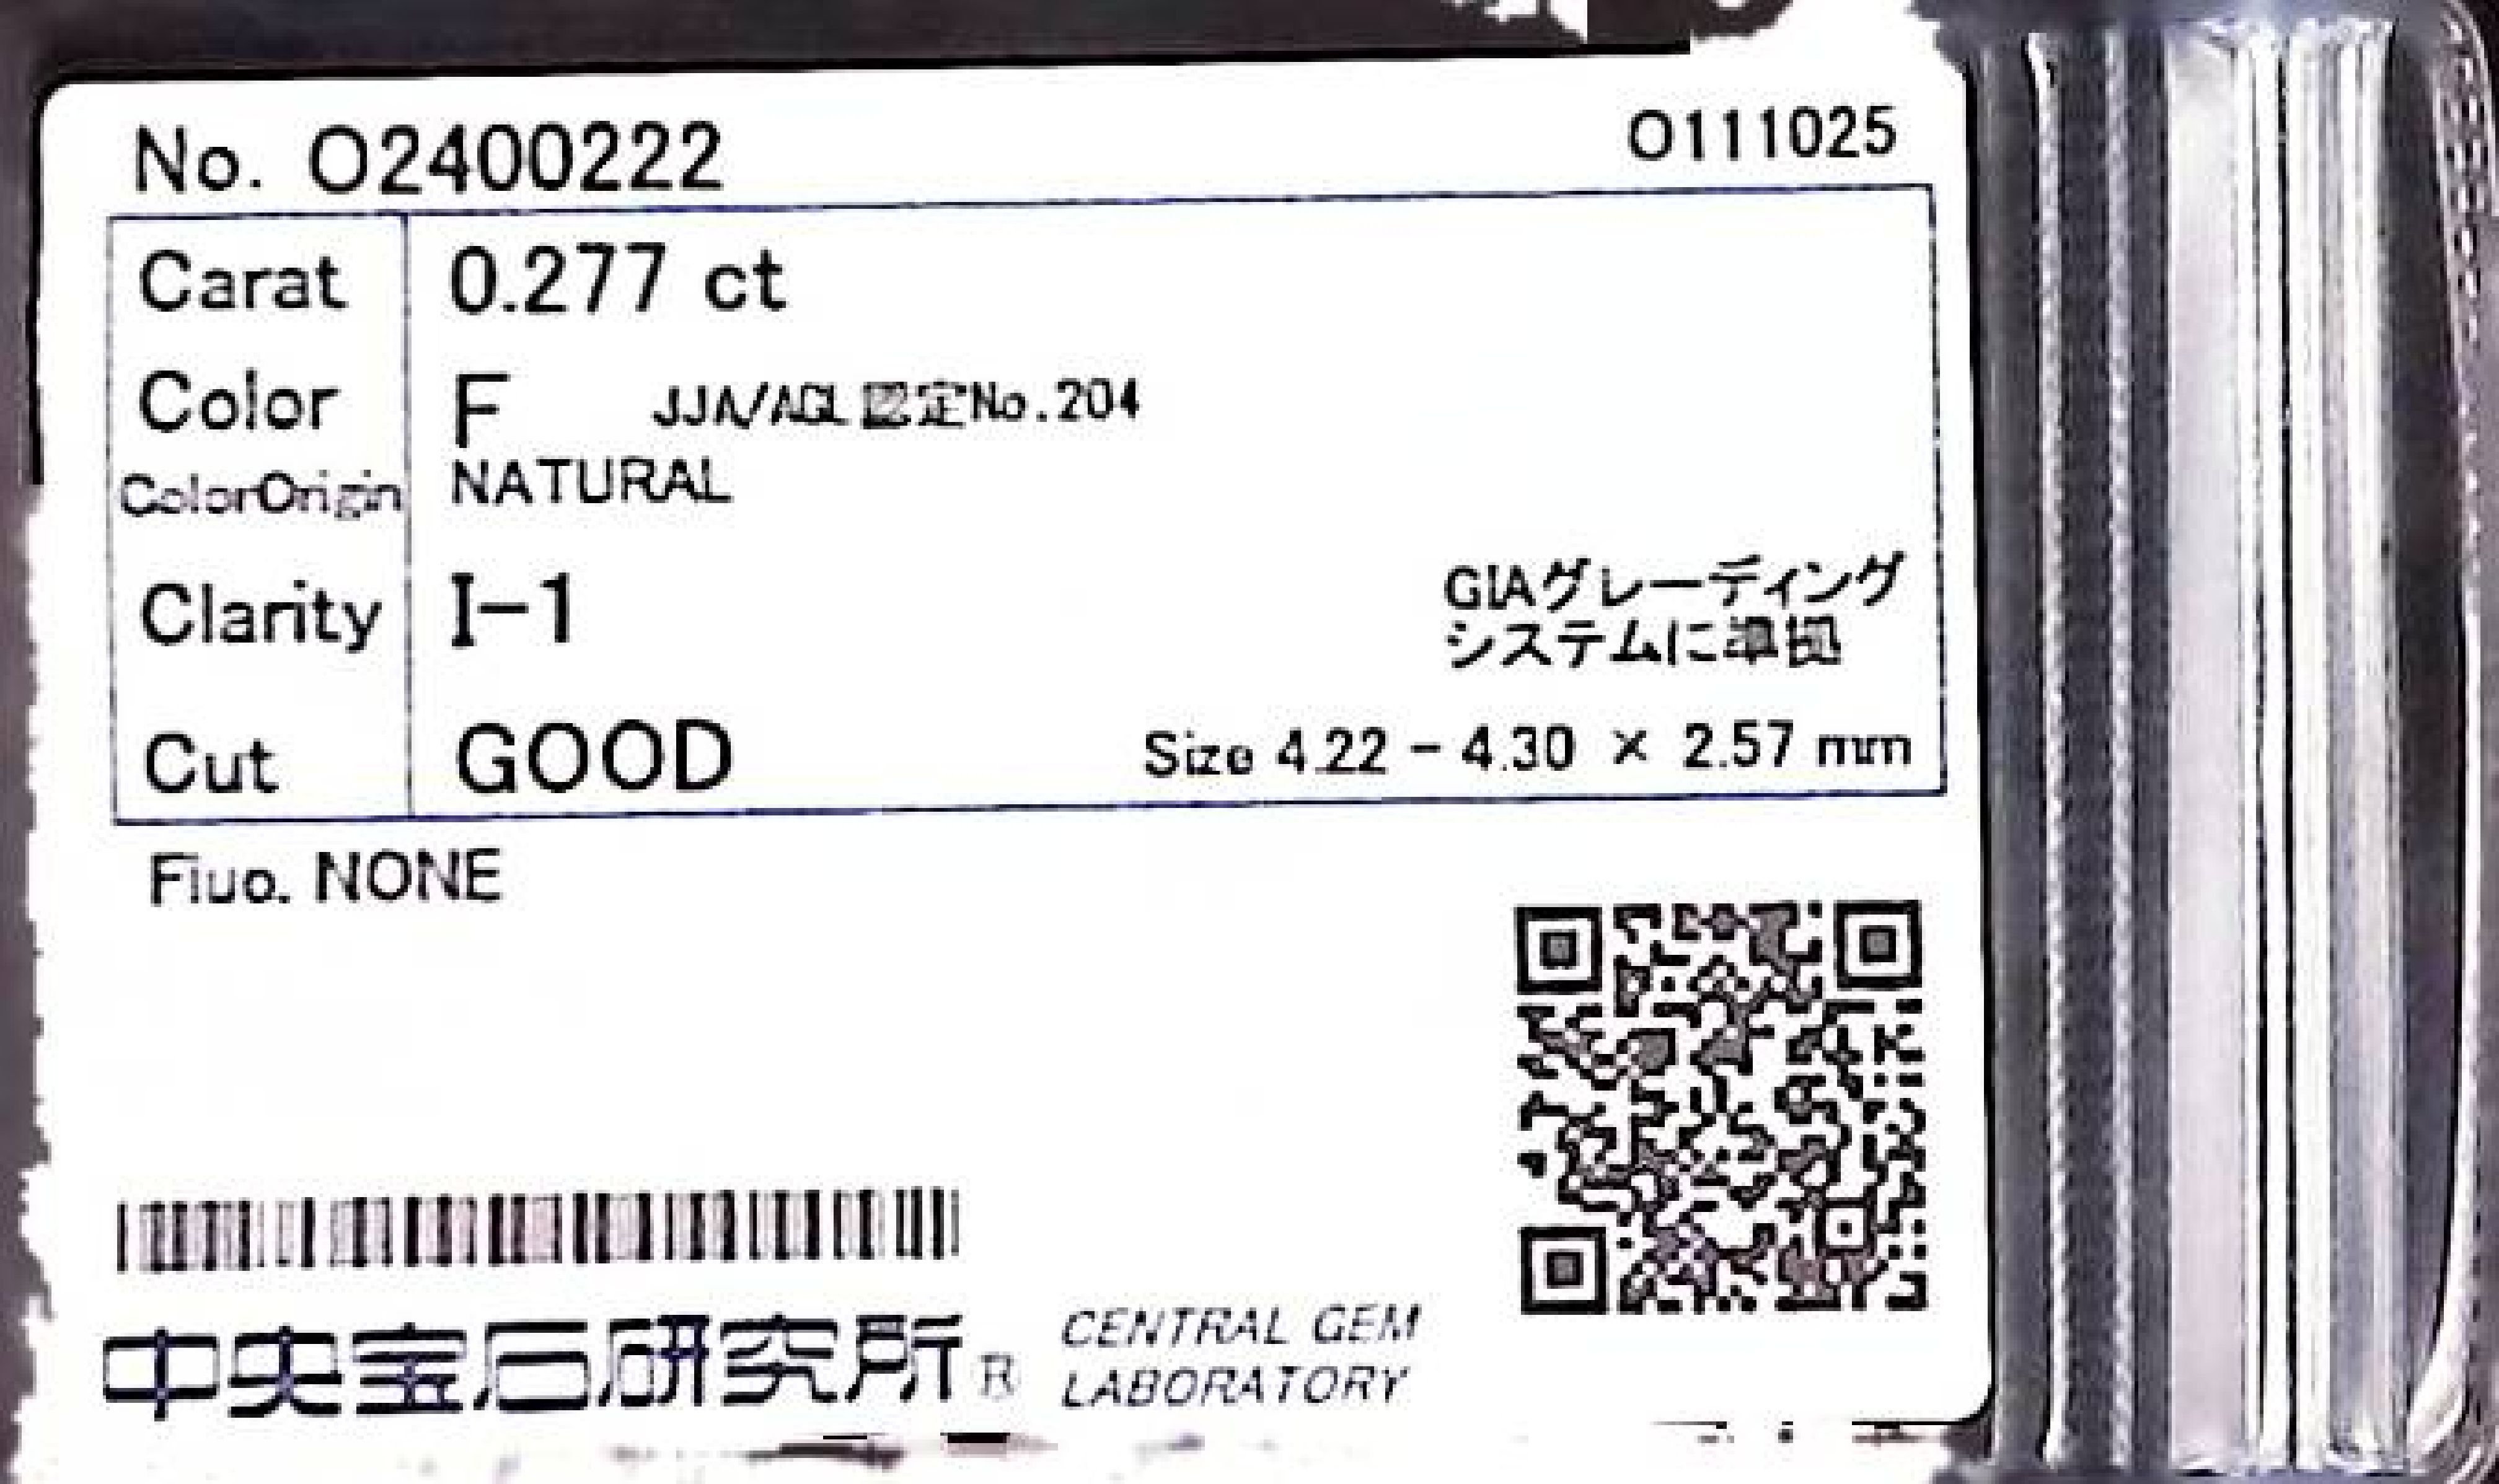 No. O2400222
O111025
Carat 0.277 ct
Color F JJA/AGL認定No.204
ColorOrigin NATURAL
Clarity I-1
GIAグレーディング
システムに準拠
Cut GOOD Size 4.22 - 4.30 × 2.57 mm
Fluo. NONE
中央宝石研究所® CENTRAL GEM
LABORATORY